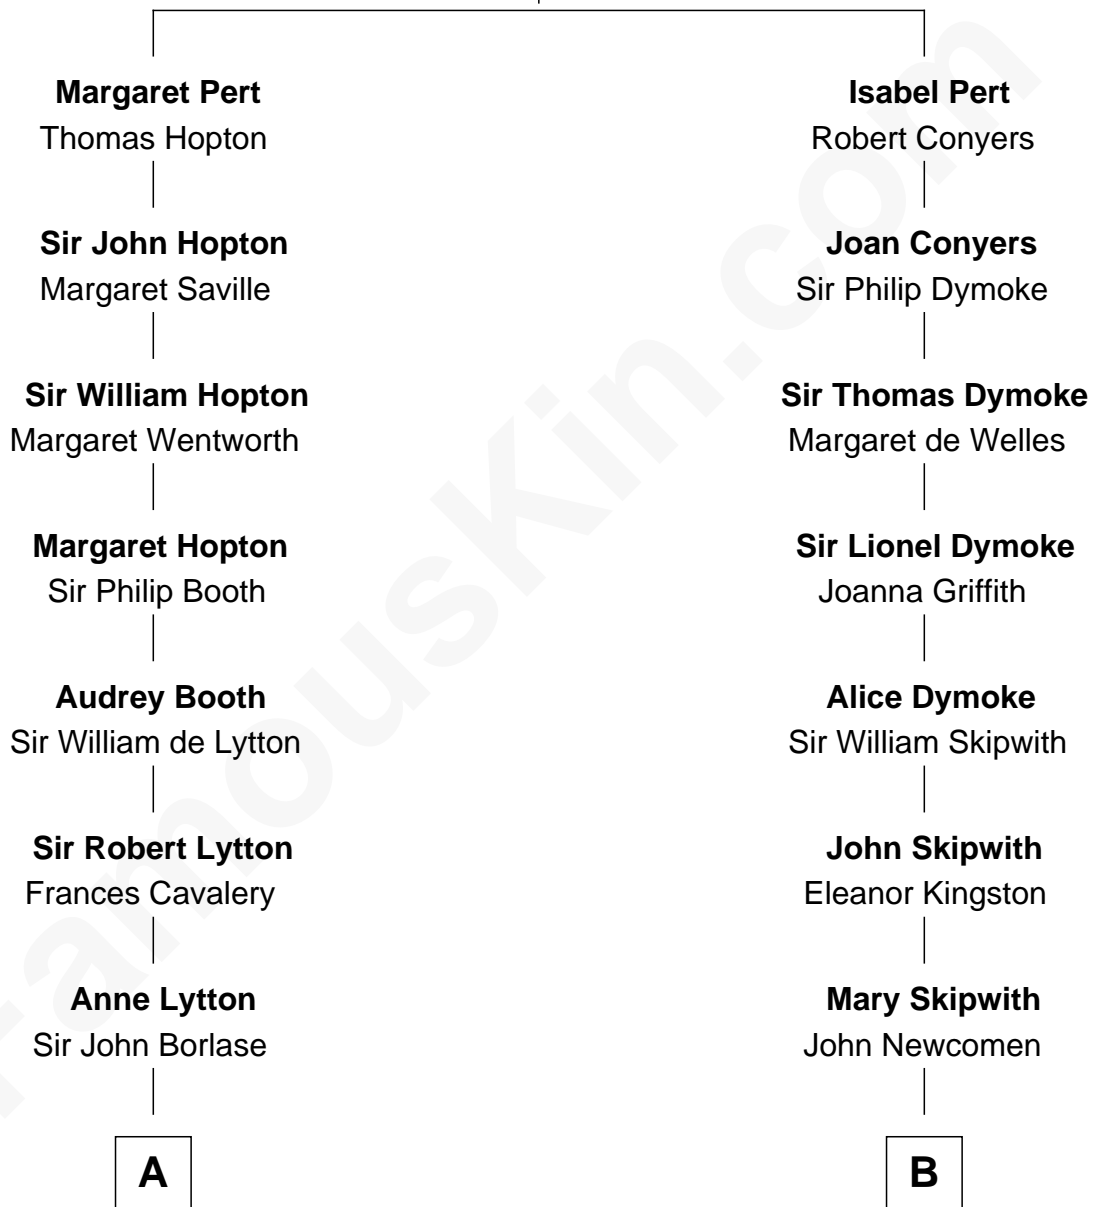 Margaret Pert
Thomas Hopton
Isabel Pert
Robert Conyers
Sir John Hopton
Margaret Saville
Joan Conyers
Sir Philip Dymoke
Sir William Hopton
Margaret Wentworth
Sir Thomas Dymoke
Margaret de Welles
Margaret Hopton
Sir Philip Booth
Sir Lionel Dymoke
Joanna Griffith
Audrey Booth
Sir William de Lytton
Alice Dymoke
Sir William Skipwith
Sir Robert Lytton
Frances Cavalery
John Skipwith
Eleanor Kingston
Anne Lytton
Sir John Borlase
Mary Skipwith
John Newcomen
A
B
FamousKin.com